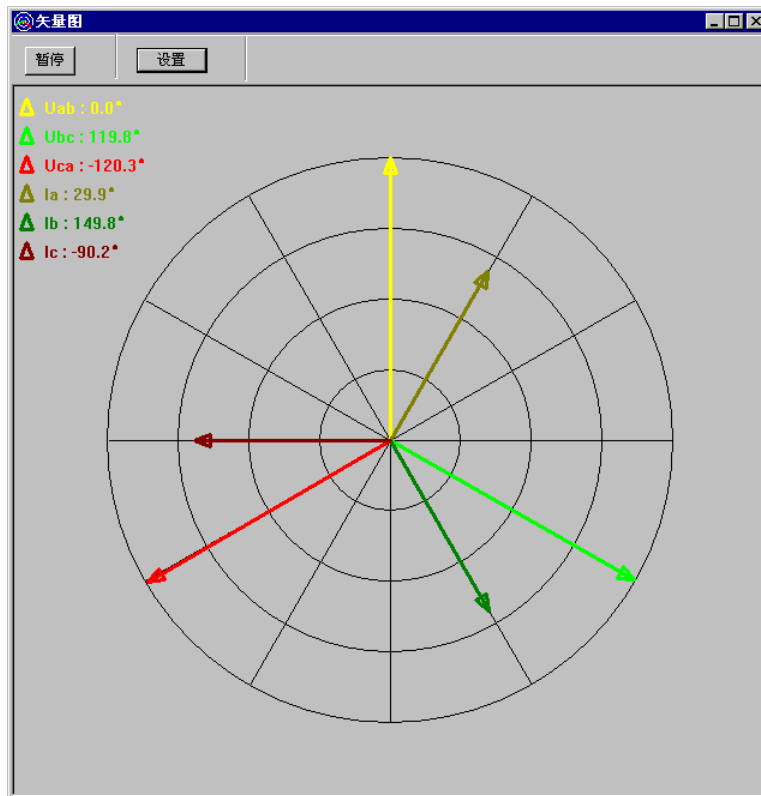 矢量图
暂停 设置
Uab : 0.0°
Ubc : 119.8°
Uca : -120.3°
Ia : 29.9°
Ib : 149.8°
Ic : -90.2°